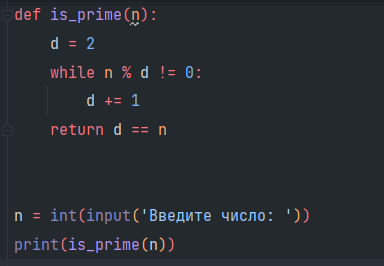 def is_prime(n):
    d = 2
    while n % d != 0:
        d += 1
    return d == n
n = int(input('Введите число: '))
print(is_prime(n))